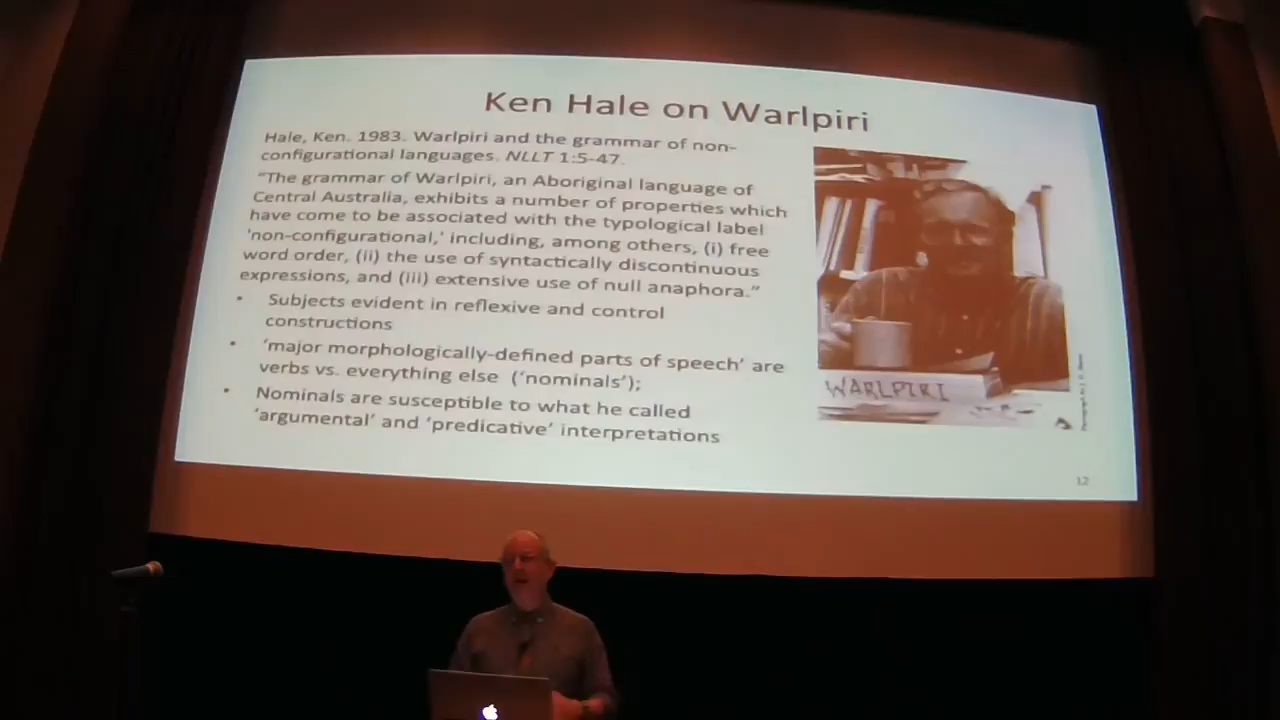 Ken Hale on Warlpiri
Hale, Ken. 1983. Warlpiri and the grammar of non-
configurational languages. NLLT 1:5-47.
"The grammar of Warlpiri, an Aboriginal language of
Central Australia, exhibits a number of properties which
have come to be associated with the typological label
'non-configurational,' including, among others, (i) free
word order, (ii) the use of syntactically discontinuous
expressions, and (iii) extensive use of null anaphora."
• Subjects evident in reflexive and control
constructions
• 'major morphologically-defined parts of speech' are
verbs vs. everything else ('nominals');
• Nominals are susceptible to what he called
'argumental' and 'predicative' interpretations
WARLPIRI
12